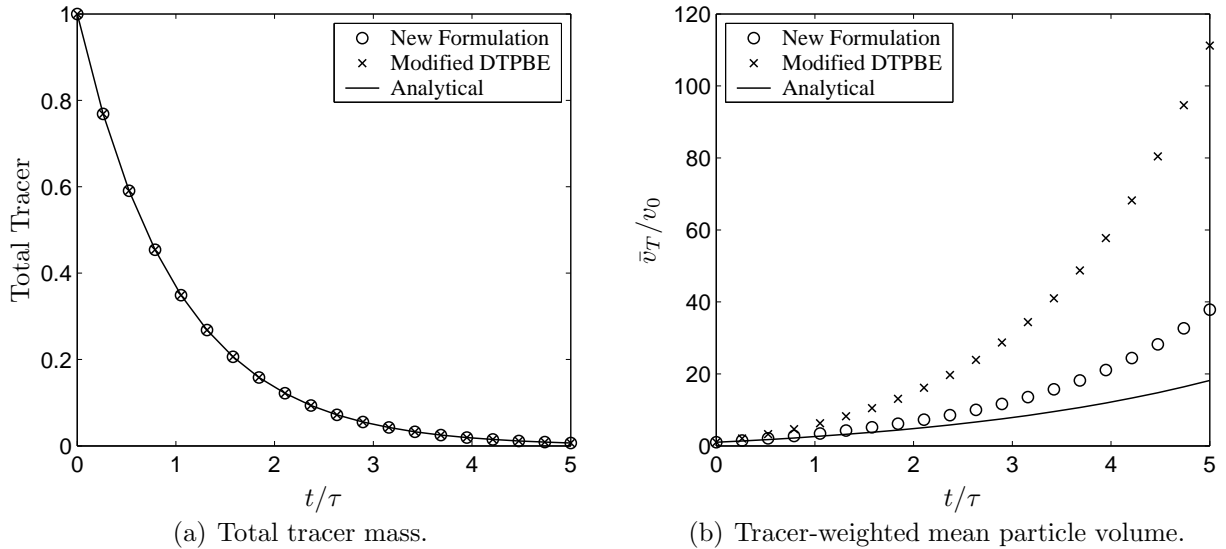 1
0.8
0.6
0.4
0.2
0
0 1 2 3 4 5
Total Tracer
t/τ
New Formulation
Modified DTPBE
Analytical
(a) Total tracer mass.
120
100
80
60
40
20
0
0 1 2 3 4 5
v̄_T/v_0
t/τ
New Formulation
Modified DTPBE
Analytical
(b) Tracer-weighted mean particle volume.